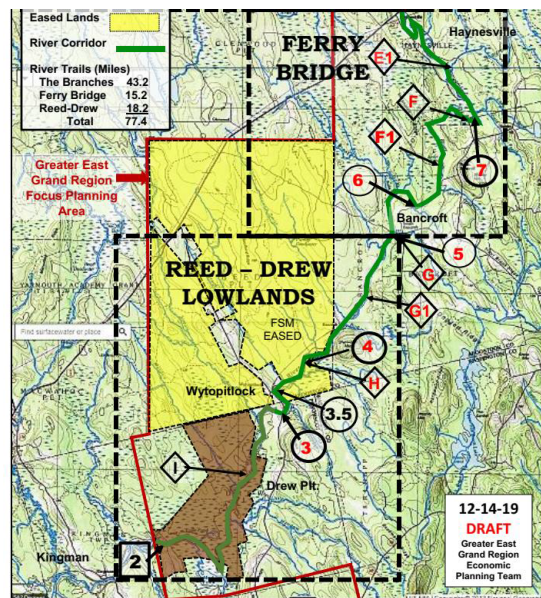 Eased Lands
River Corridor
River Trails (Miles)
The Branches 43.2
Ferry Bridge 15.2
Reed-Drew 18.2
Total 77.4
FERRY
BRIDGE
Haynesville
E1
F
F1
7
Greater East
Grand Region
Focus Planning
Area
6
Bancroft
5
REED – DREW
LOWLANDS
G
G1
FSM
EASED
Find surfacewater or place
4
H
Wytopitlock
3.5
3
I
Drew Plt.
2
Kingman
12-14-19
DRAFT
Greater East
Grand Region
Economic
Planning Team